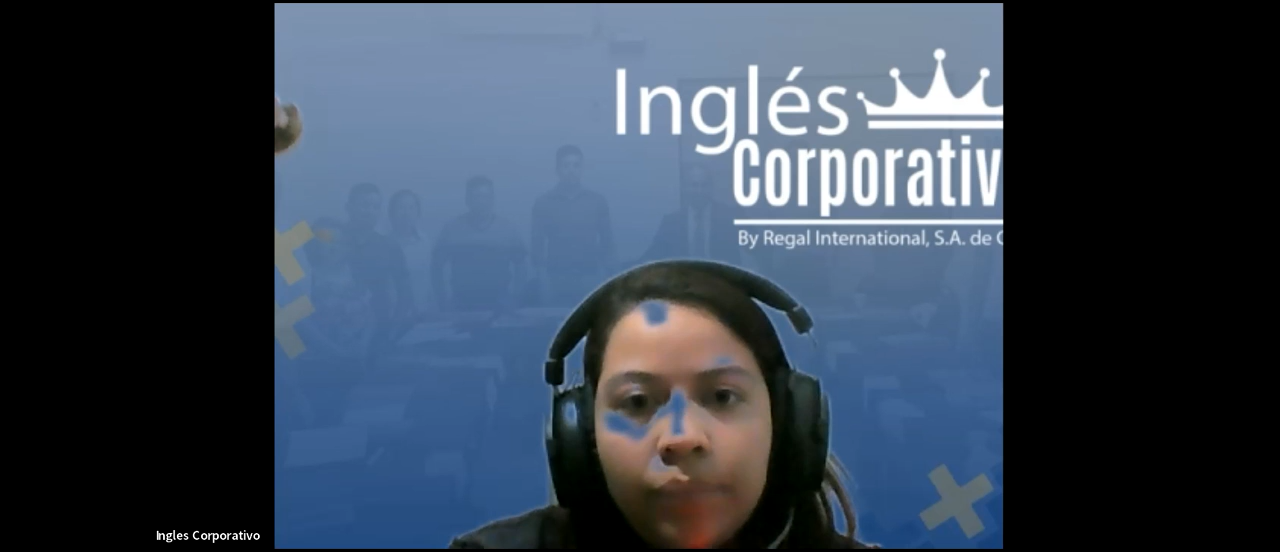 Inglés
Corporativ
By Regal International, S.A. de C
Ingles Corporativo